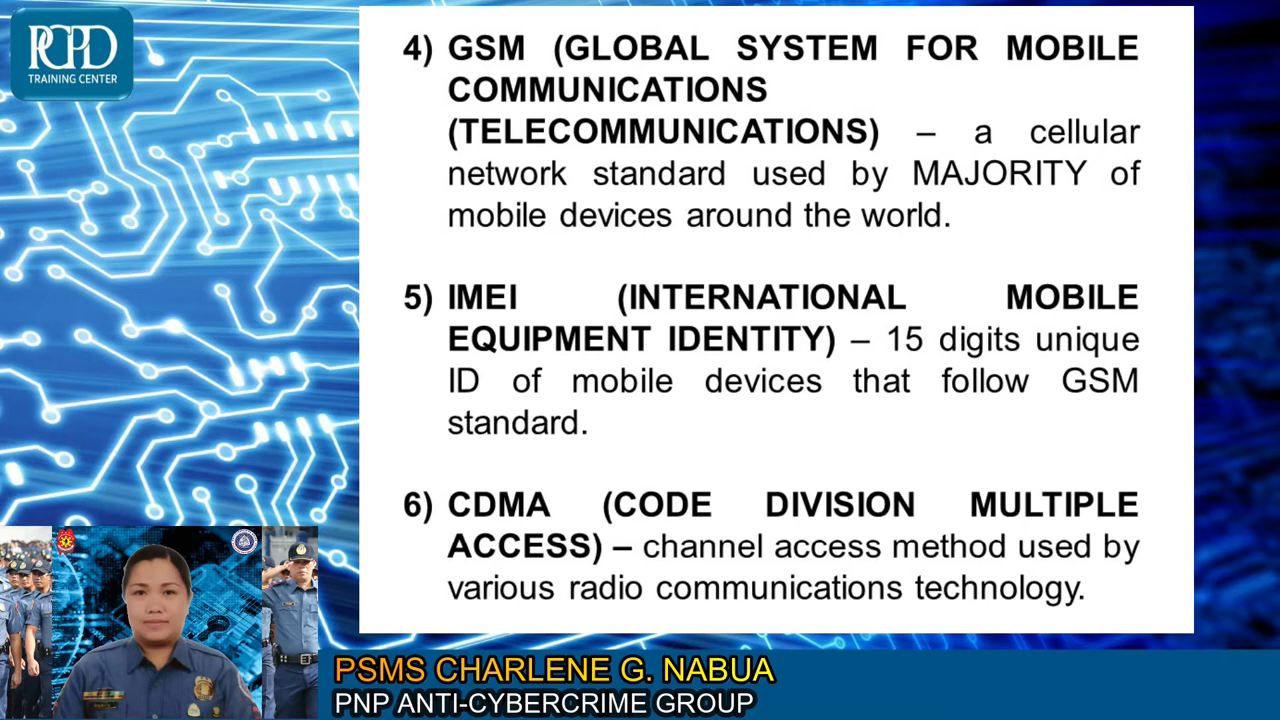 PCPD
TRAINING CENTER
4) GSM (GLOBAL SYSTEM FOR MOBILE
COMMUNICATIONS
(TELECOMMUNICATIONS) – a cellular
network standard used by MAJORITY of
mobile devices around the world.
5) IMEI (INTERNATIONAL MOBILE
EQUIPMENT IDENTITY) – 15 digits unique
ID of mobile devices that follow GSM
standard.
6) CDMA (CODE DIVISION MULTIPLE
ACCESS) – channel access method used by
various radio communications technology.
PSMS CHARLENE G. NABUA
PNP ANTI-CYBERCRIME GROUP